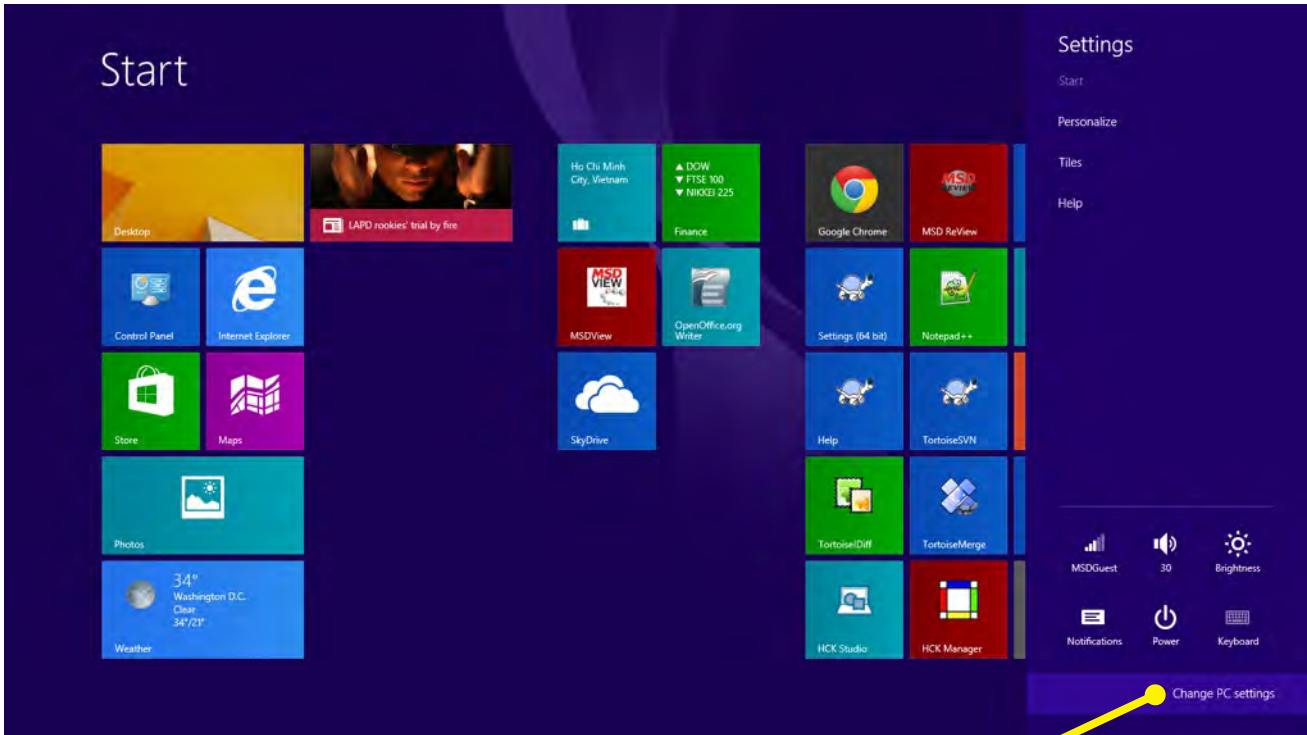 Start
Desktop
LAPD rookies' trial by fire
Control Panel
Internet Explorer
Store
Maps
Photos
34°
Washington D.C.
Clear
34°/21°
Weather
Ho Chi Minh
City, Vietnam
▲ DOW
▼ FTSE 100
▼ NIKKEI 225
Finance
MSD
VIEW
MSDView
OpenOffice.org
Writer
SkyDrive
Google Chrome
MSD
REVIEW
MSD ReView
Settings (64 bit)
Notepad++
Help
TortoiseSVN
TortoiseIDiff
TortoiseMerge
HCK Studio
HCK Manager
Settings
Start
Personalize
Tiles
Help
MSDGuest
30
Brightness
Notifications
Power
Keyboard
Change PC settings